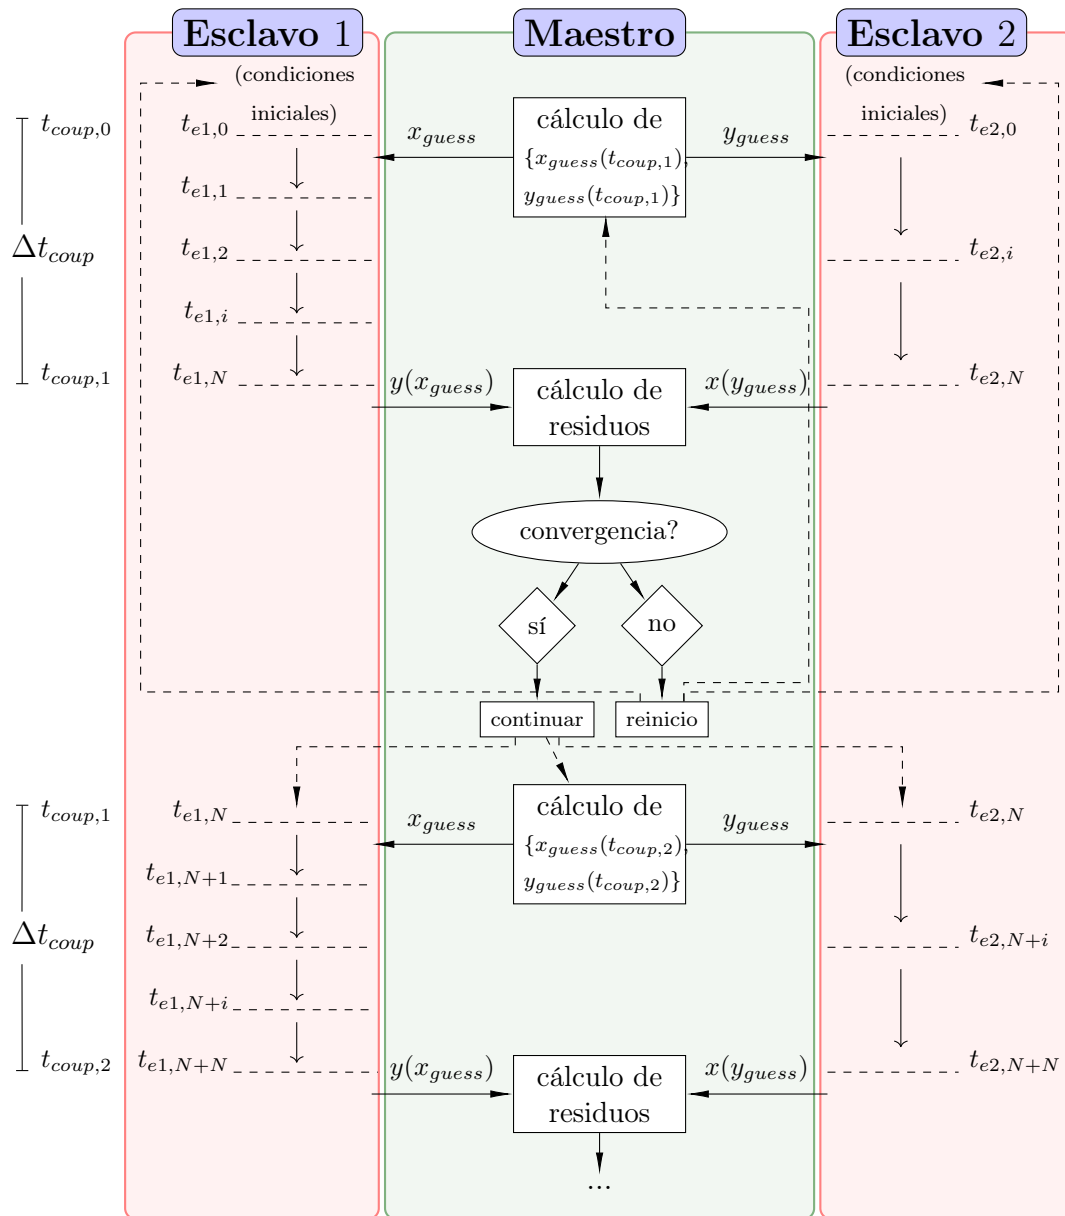 Esclavo 1
Maestro
Esclavo 2
(condiciones
iniciales)
(condiciones
iniciales)
t_{coup,0}
t_{e1,0}
x_{guess}
cálculo de
{x_{guess}(t_{coup,1}),
y_{guess}(t_{coup,1})}
y_{guess}
t_{e2,0}
t_{e1,1}
Δt_{coup}
t_{e1,2}
t_{e2,i}
t_{e1,i}
t_{coup,1}
t_{e1,N}
y(x_{guess})
cálculo de
residuos
x(y_{guess})
t_{e2,N}
convergencia?
sí
no
continuar
reinicio
t_{coup,1}
t_{e1,N}
x_{guess}
cálculo de
{x_{guess}(t_{coup,2}),
y_{guess}(t_{coup,2})}
y_{guess}
t_{e2,N}
t_{e1,N+1}
Δt_{coup}
t_{e1,N+2}
t_{e2,N+i}
t_{e1,N+i}
t_{coup,2}
t_{e1,N+N}
y(x_{guess})
cálculo de
residuos
x(y_{guess})
t_{e2,N+N}
...